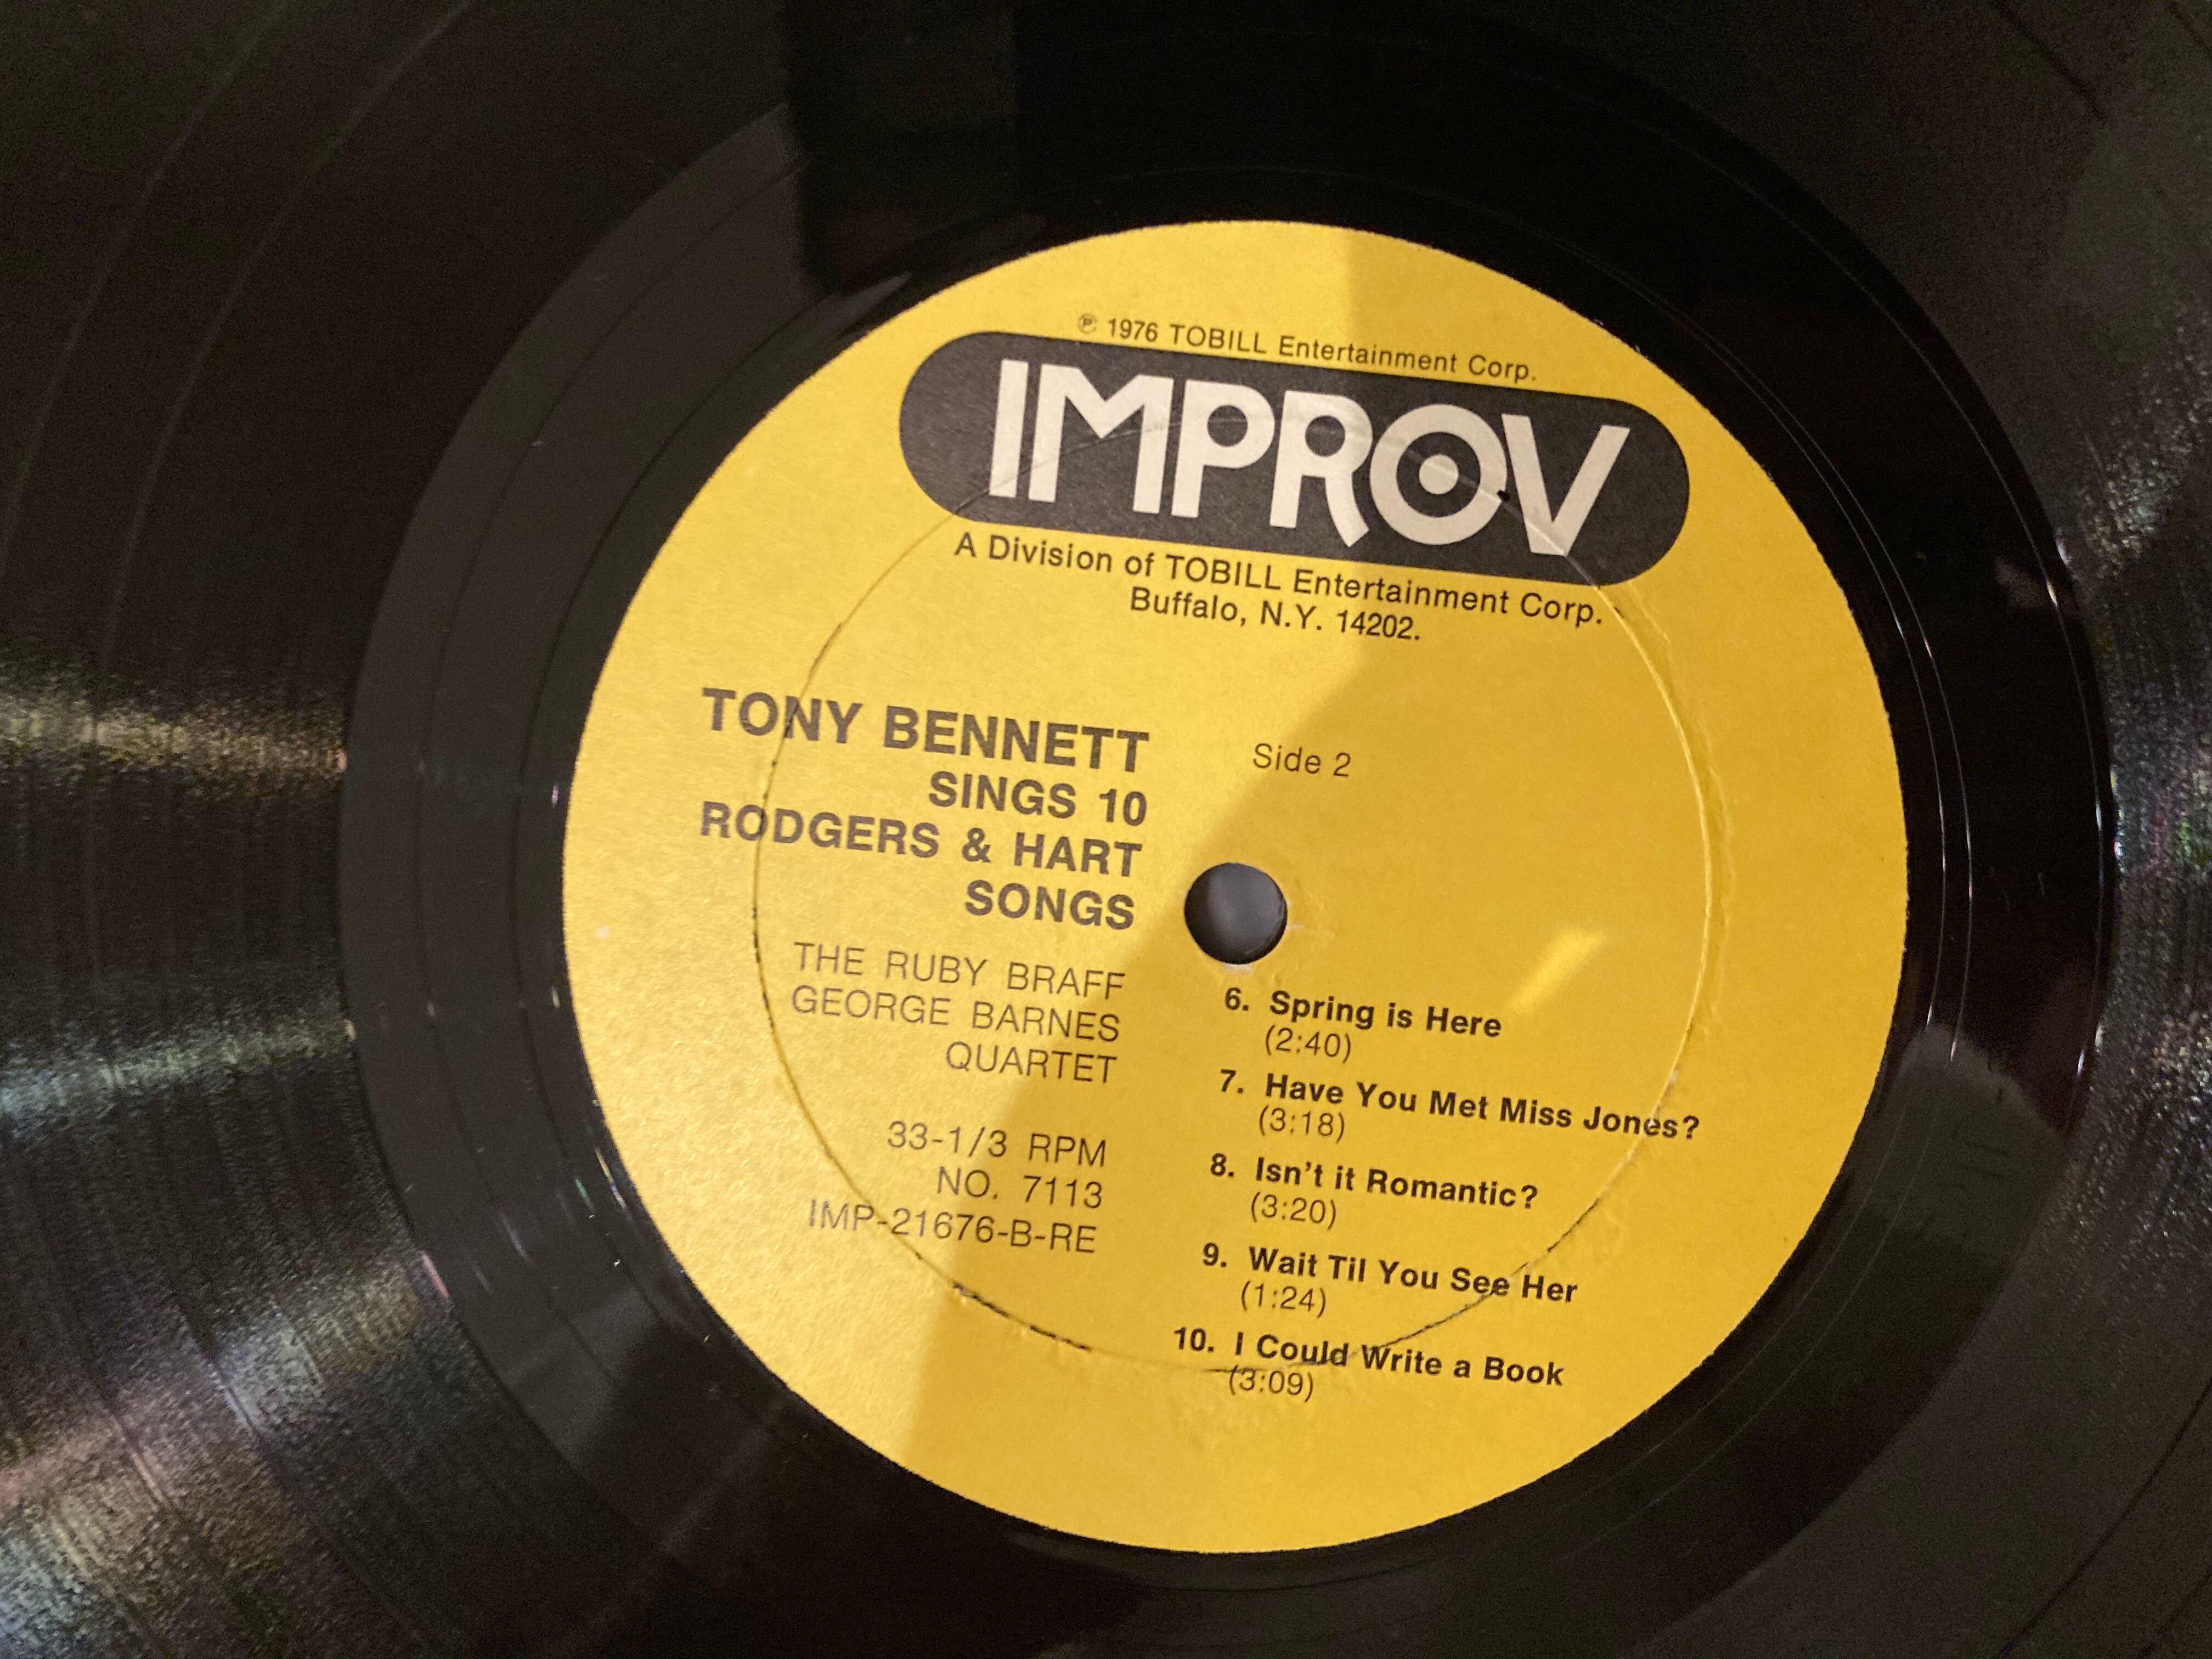 ℗ 1976 TOBILL Entertainment Corp.
IMPROV
A Division of TOBILL Entertainment Corp.
Buffalo, N.Y. 14202.
TONY BENNETT
SINGS 10
RODGERS & HART
SONGS
THE RUBY BRAFF
GEORGE BARNES
QUARTET
33-1/3 RPM
NO. 7113
IMP-21676-B-RE
Side 2
6. Spring is Here
(2:40)
7. Have You Met Miss Jones?
(3:18)
8. Isn't it Romantic?
(3:20)
9. Wait Til You See Her
(1:24)
10. I Could Write a Book
(3:09)